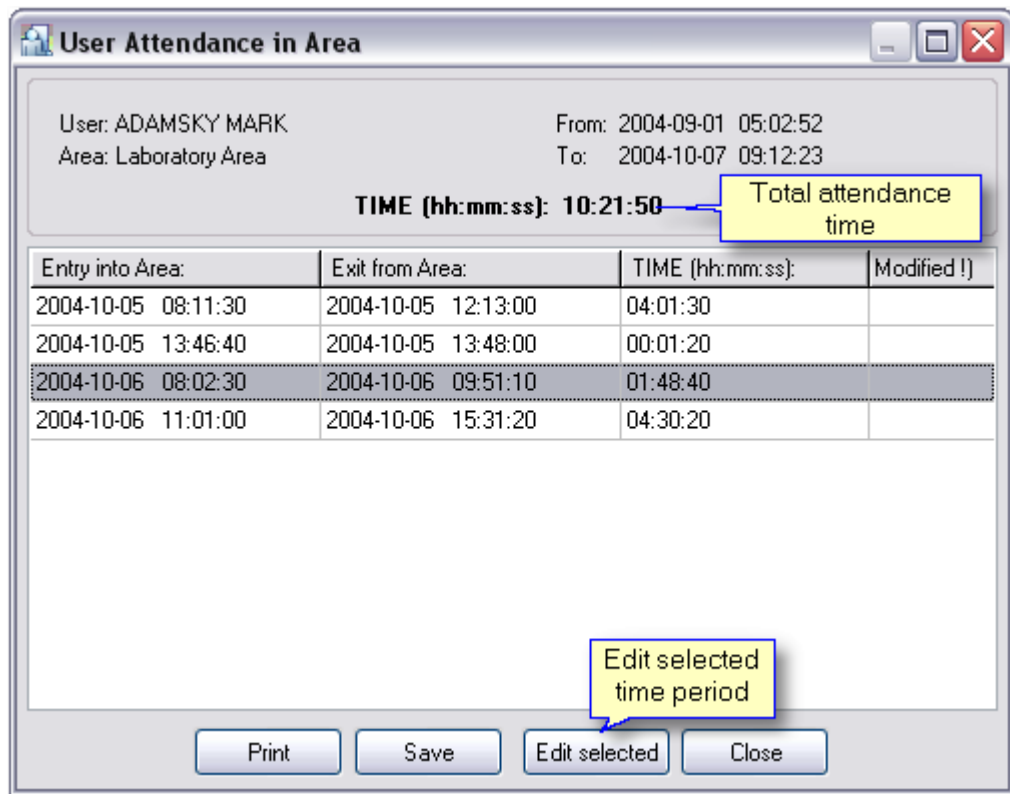 User Attendance in Area
User: ADAMSKY MARK From: 2004-09-01 05:02:52
Area: Laboratory Area To: 2004-10-07 09:12:23
TIME (hh:mm:ss): 10:21:50
Total attendance
time
Entry into Area: Exit from Area: TIME (hh:mm:ss): Modified !)
2004-10-05 08:11:30 2004-10-05 12:13:00 04:01:30
2004-10-05 13:46:40 2004-10-05 13:48:00 00:01:20
2004-10-06 08:02:30 2004-10-06 09:51:10 01:48:40
2004-10-06 11:01:00 2004-10-06 15:31:20 04:30:20
Edit selected
time period
Print Save Edit selected Close